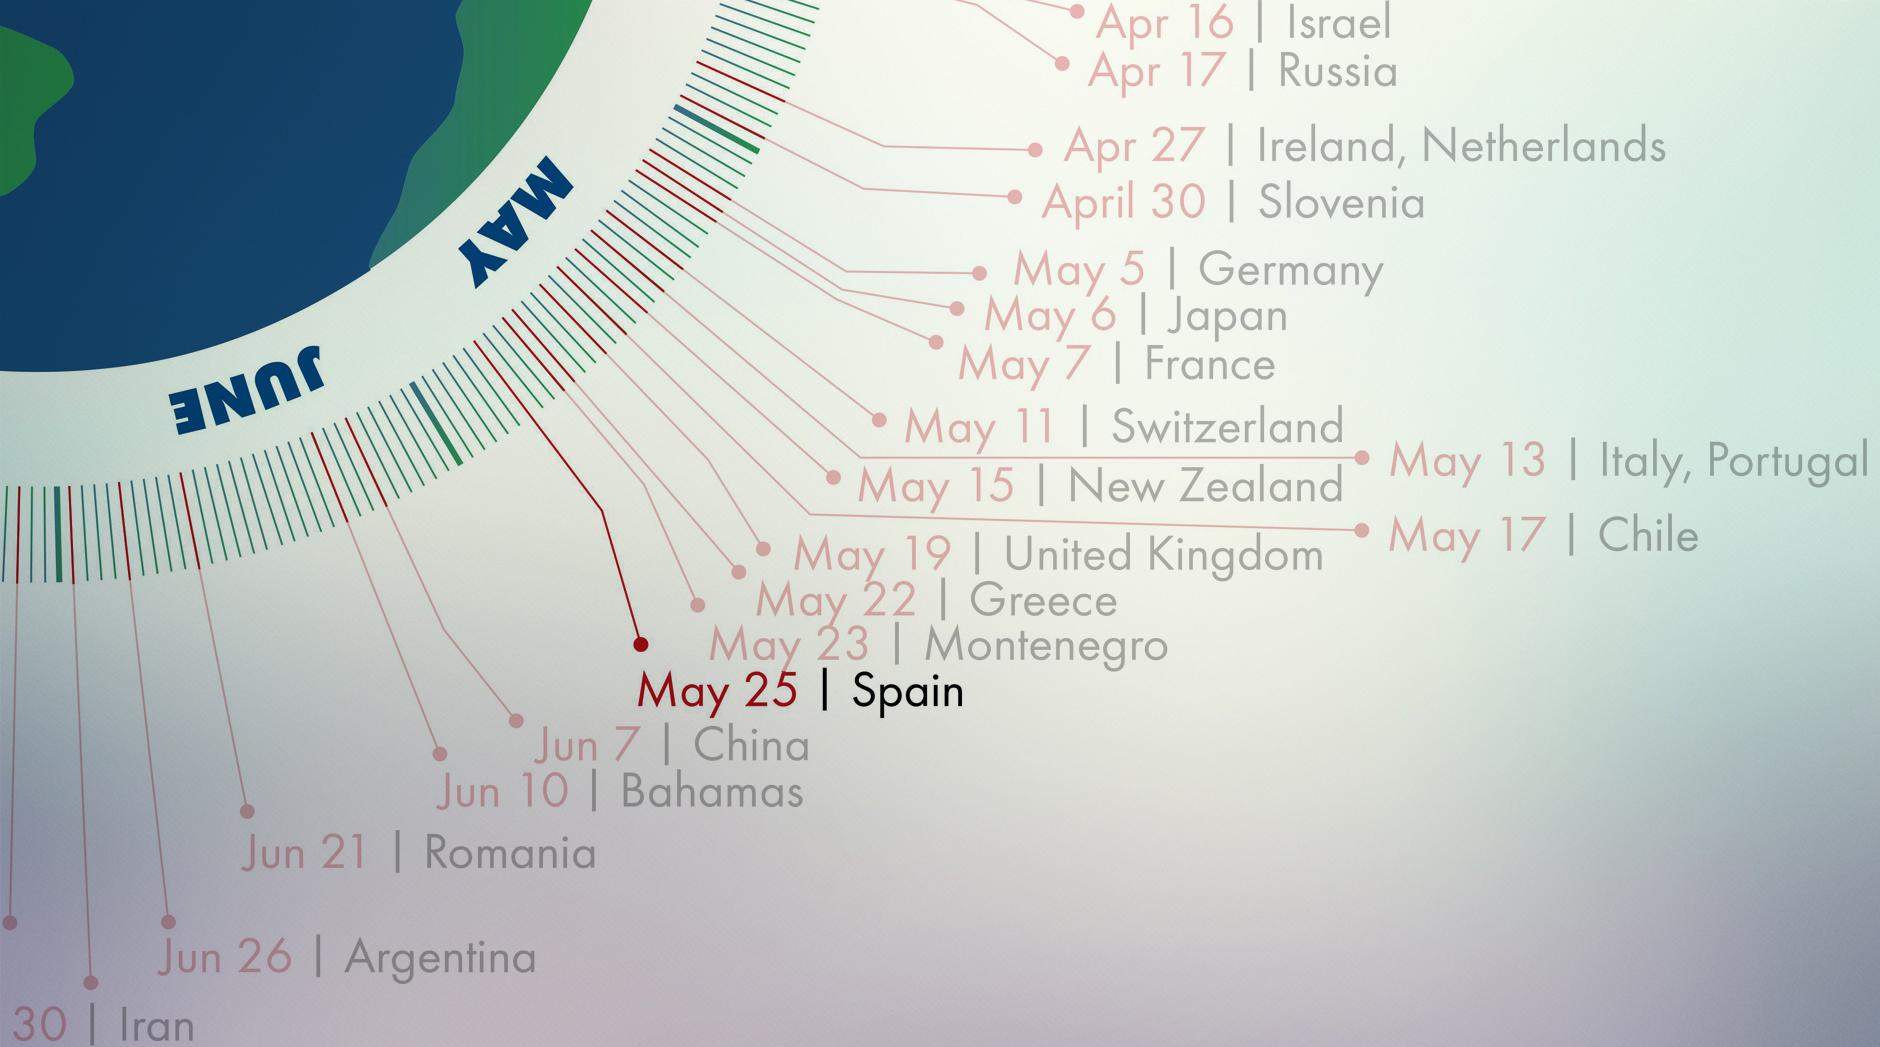 Apr 16 | Israel
Apr 17 | Russia
Apr 27 | Ireland, Netherlands
April 30 | Slovenia
May 5 | Germany
May 6 | Japan
May 7 | France
May 11 | Switzerland
May 13 | Italy, Portugal
May 15 | New Zealand
May 17 | Chile
May 19 | United Kingdom
May 22 | Greece
May 23 | Montenegro
May 25 | Spain
Jun 7 | China
Jun 10 | Bahamas
Jun 21 | Romania
Jun 26 | Argentina
30 | Iran
MAY
JUNE